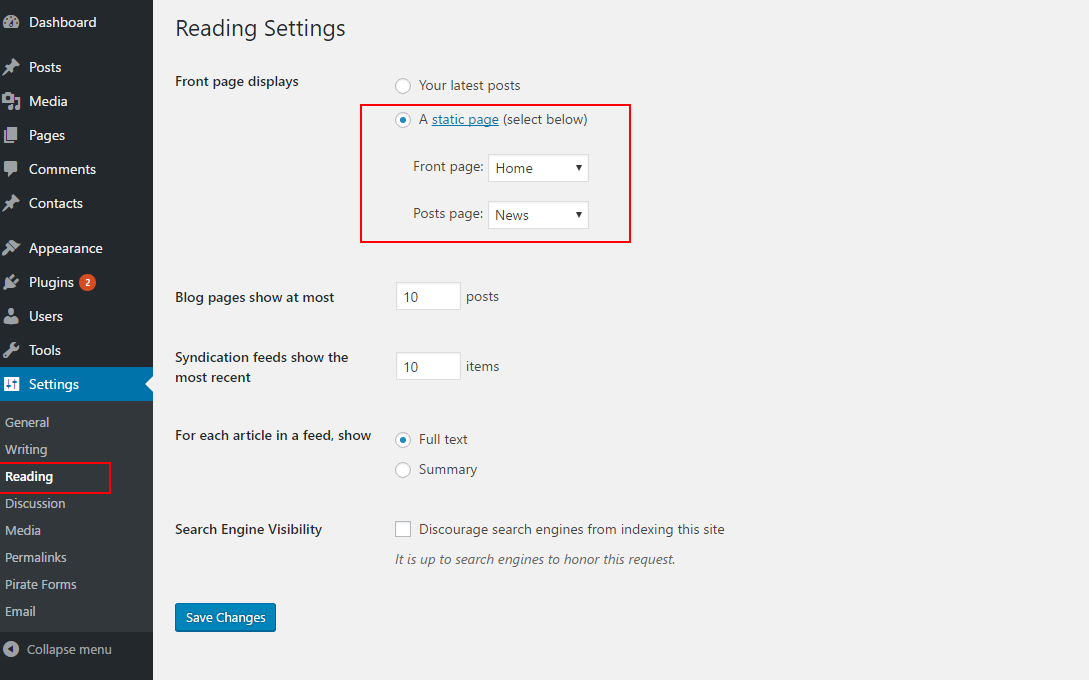 Dashboard
Posts
Media
Pages
Comments
Contacts
Appearance
Plugins 2
Users
Tools
Settings
General
Writing
Reading
Discussion
Media
Permalinks
Pirate Forms
Email
Collapse menu
Reading Settings
Front page displays
Your latest posts
A static page (select below)
Front page: Home
Posts page: News
Blog pages show at most
10 posts
Syndication feeds show the
most recent
10 items
For each article in a feed, show
Full text
Summary
Search Engine Visibility
Discourage search engines from indexing this site
It is up to search engines to honor this request.
Save Changes